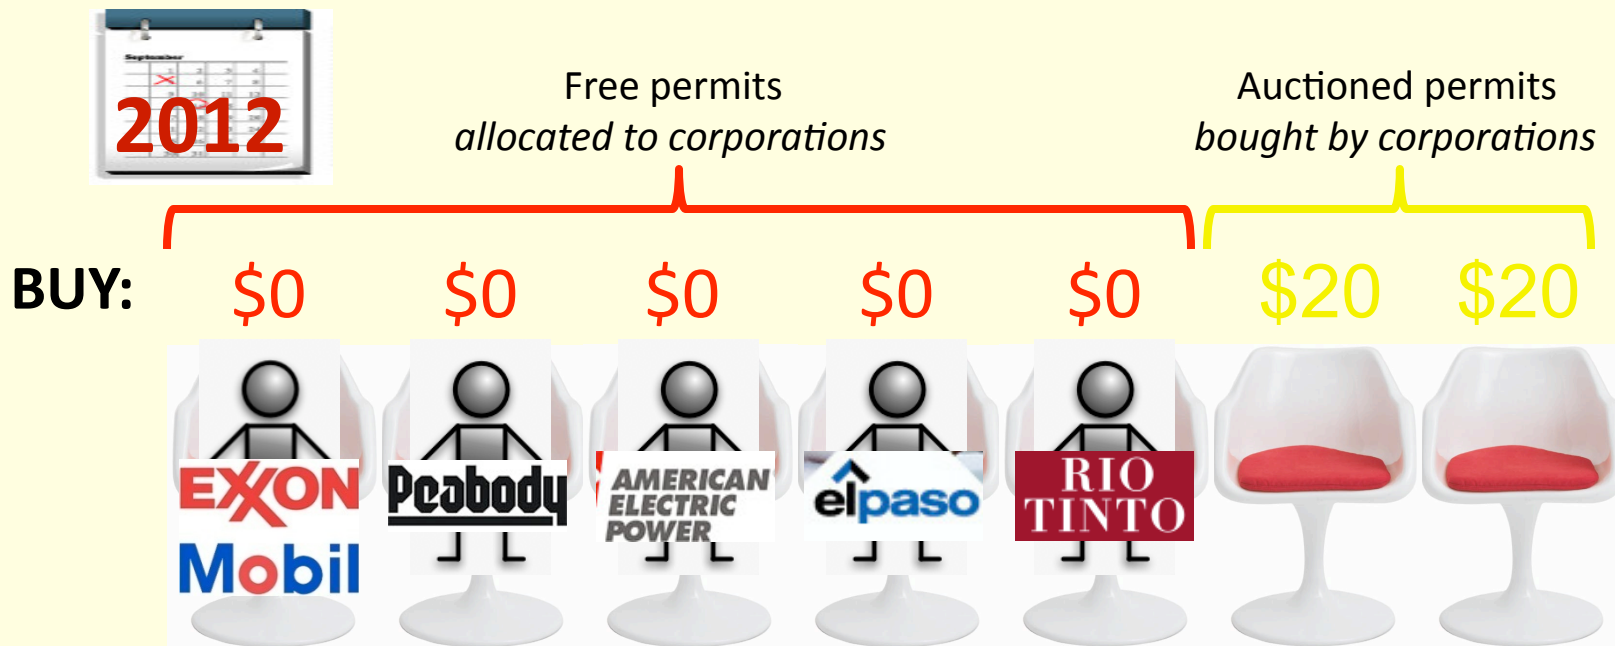 September
2012
Free permits
allocated to corporations
Auctioned permits
bought by corporations
BUY:
$0
$0
$0
$0
$0
$20
$20
EXXON
Mobil
Peabody
AMERICAN
ELECTRIC
POWER
elpaso
RIO
TINTO